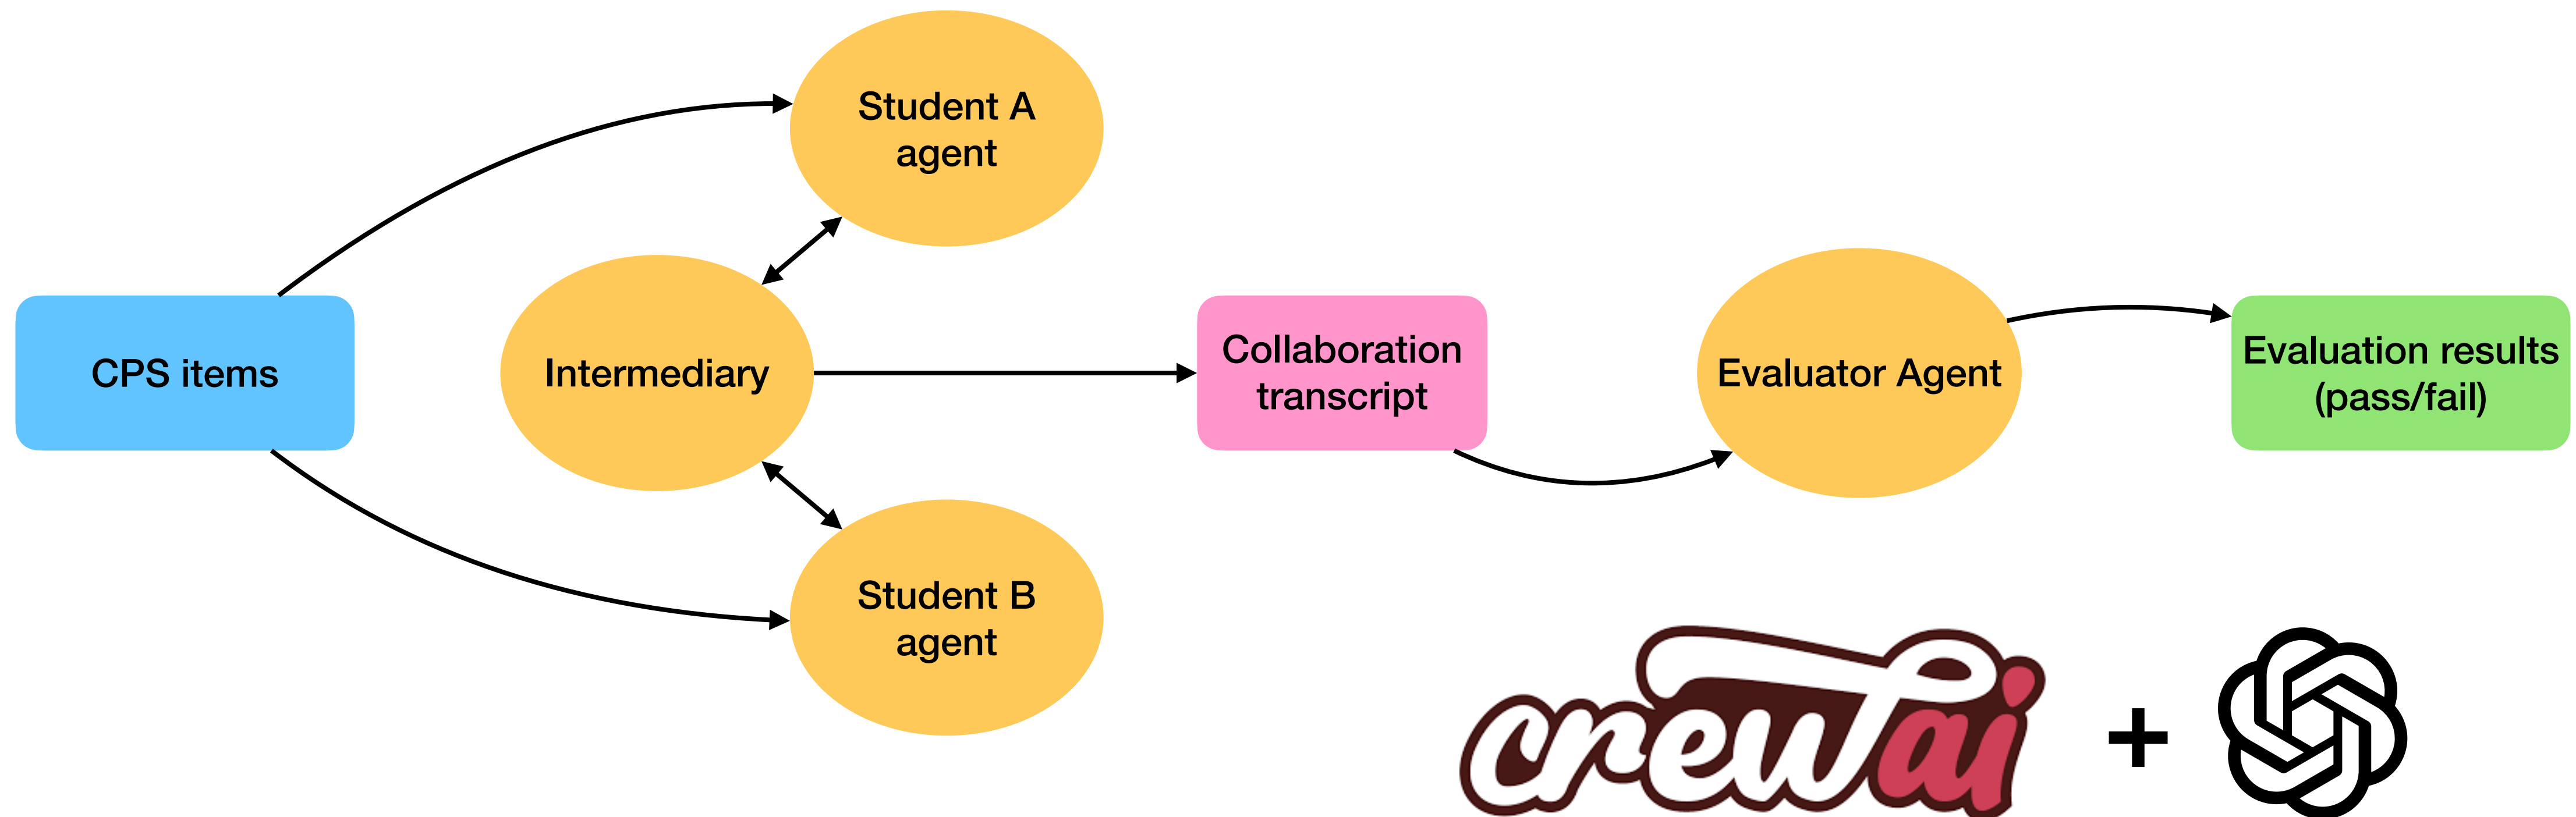 Student A
agent
CPS items
Intermediary
Collaboration
transcript
Evaluator Agent
Evaluation results
(pass/fail)
Student B
agent
crewai
+